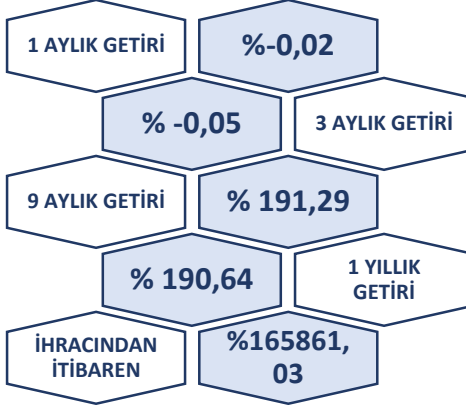 1 AYLIK GETİRİ
%-0,02
% -0,05
3 AYLIK GETİRİ
9 AYLIK GETİRİ
% 191,29
% 190,64
1 YILLIK
GETİRİ
İHRACINDAN
İTİBAREN
%165861,
03